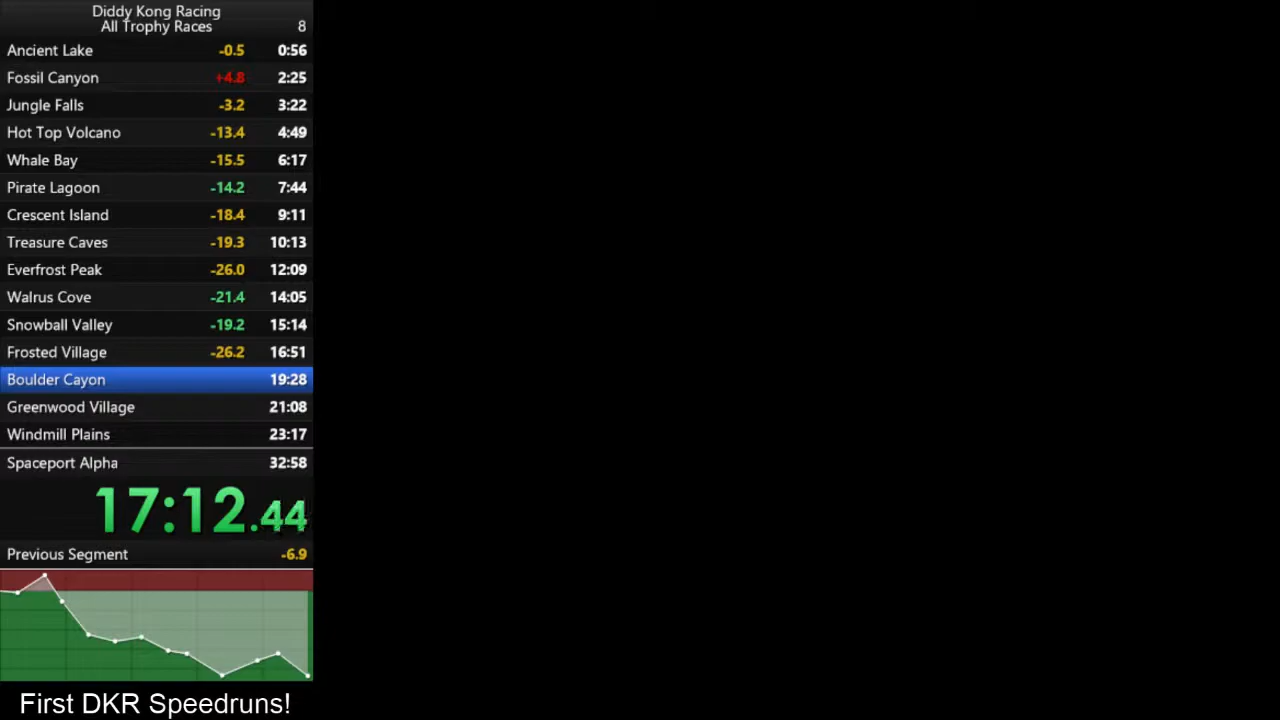 Diddy Kong Racing
All Trophy Races 8
Ancient Lake -0.5 0:56
Fossil Canyon +4.8 2:25
Jungle Falls -3.2 3:22
Hot Top Volcano -13.4 4:49
Whale Bay -15.5 6:17
Pirate Lagoon -14.2 7:44
Crescent Island -18.4 9:11
Treasure Caves -19.3 10:13
Everfrost Peak -26.0 12:09
Walrus Cove -21.4 14:05
Snowball Valley -19.2 15:14
Frosted Village -26.2 16:51
Boulder Cayon 19:28
Greenwood Village 21:08
Windmill Plains 23:17
Spaceport Alpha 32:58
17:12.44
Previous Segment -6.9
First DKR Speedruns!